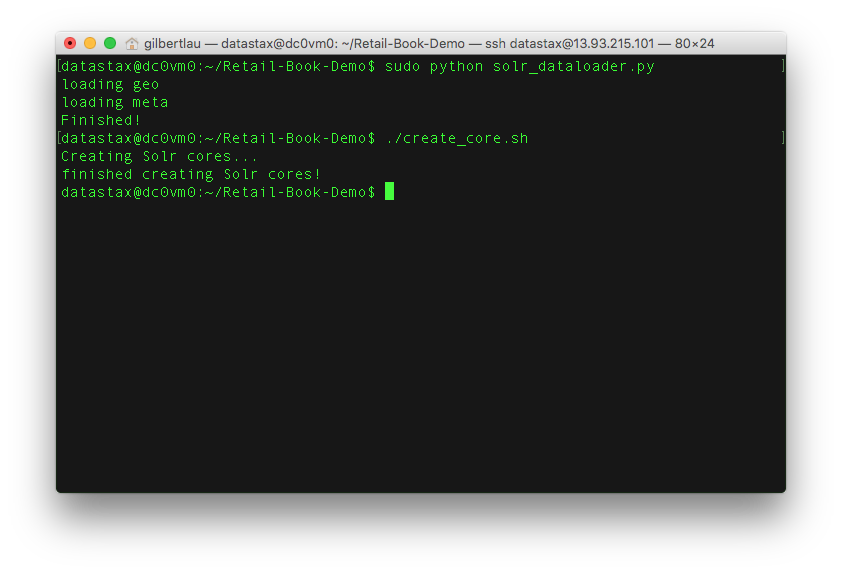 gilbertlau — datastax@dc0vm0: ~/Retail-Book-Demo — ssh datastax@13.93.215.101 — 80×24
[datastax@dc0vm0:~/Retail-Book-Demo$ sudo python solr_dataloader.py ]
loading geo
loading meta
Finished!
[datastax@dc0vm0:~/Retail-Book-Demo$ ./create_core.sh ]
Creating Solr cores...
finished creating Solr cores!
datastax@dc0vm0:~/Retail-Book-Demo$